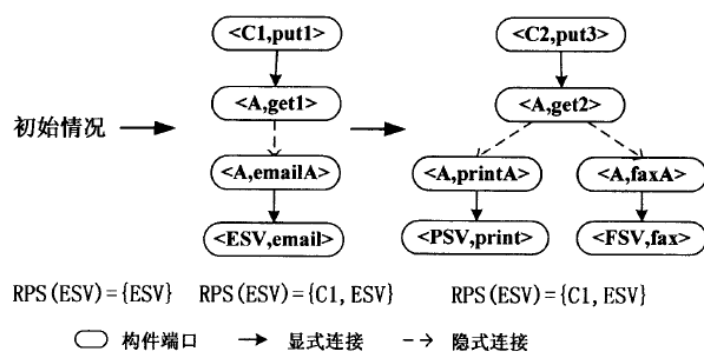 <C1,put1> <C2,put3>
<A,get1> <A,get2>
初始情况
<A,emailA> <A,printA> <A,faxA>
<ESV,email> <PSV,print> <FSV,fax>
RPS(ESV)={ESV} RPS(ESV)={C1,ESV} RPS(ESV)={C1,ESV}
构件端口 显式连接 隐式连接